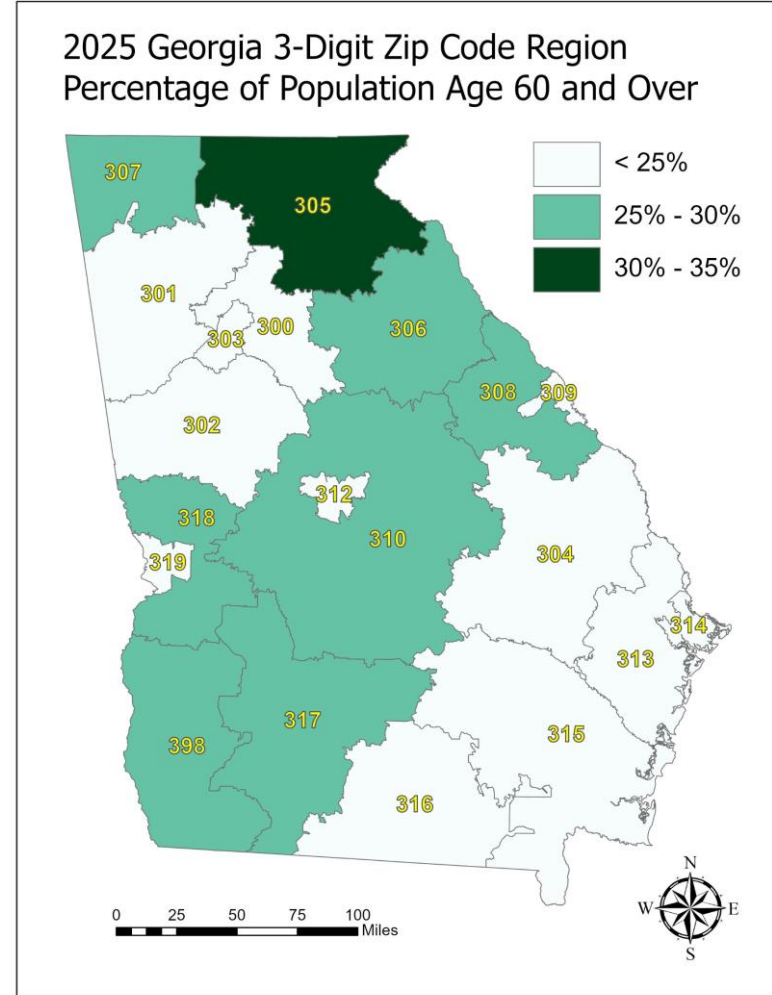 2025 Georgia 3-Digit Zip Code Region
Percentage of Population Age 60 and Over
< 25%
25% - 30%
30% - 35%
307
305
301
303
300
306
308
309
302
312
318
310
319
304
314
313
317
315
398
316
0 25 50 75 100
Miles
N
W E
S